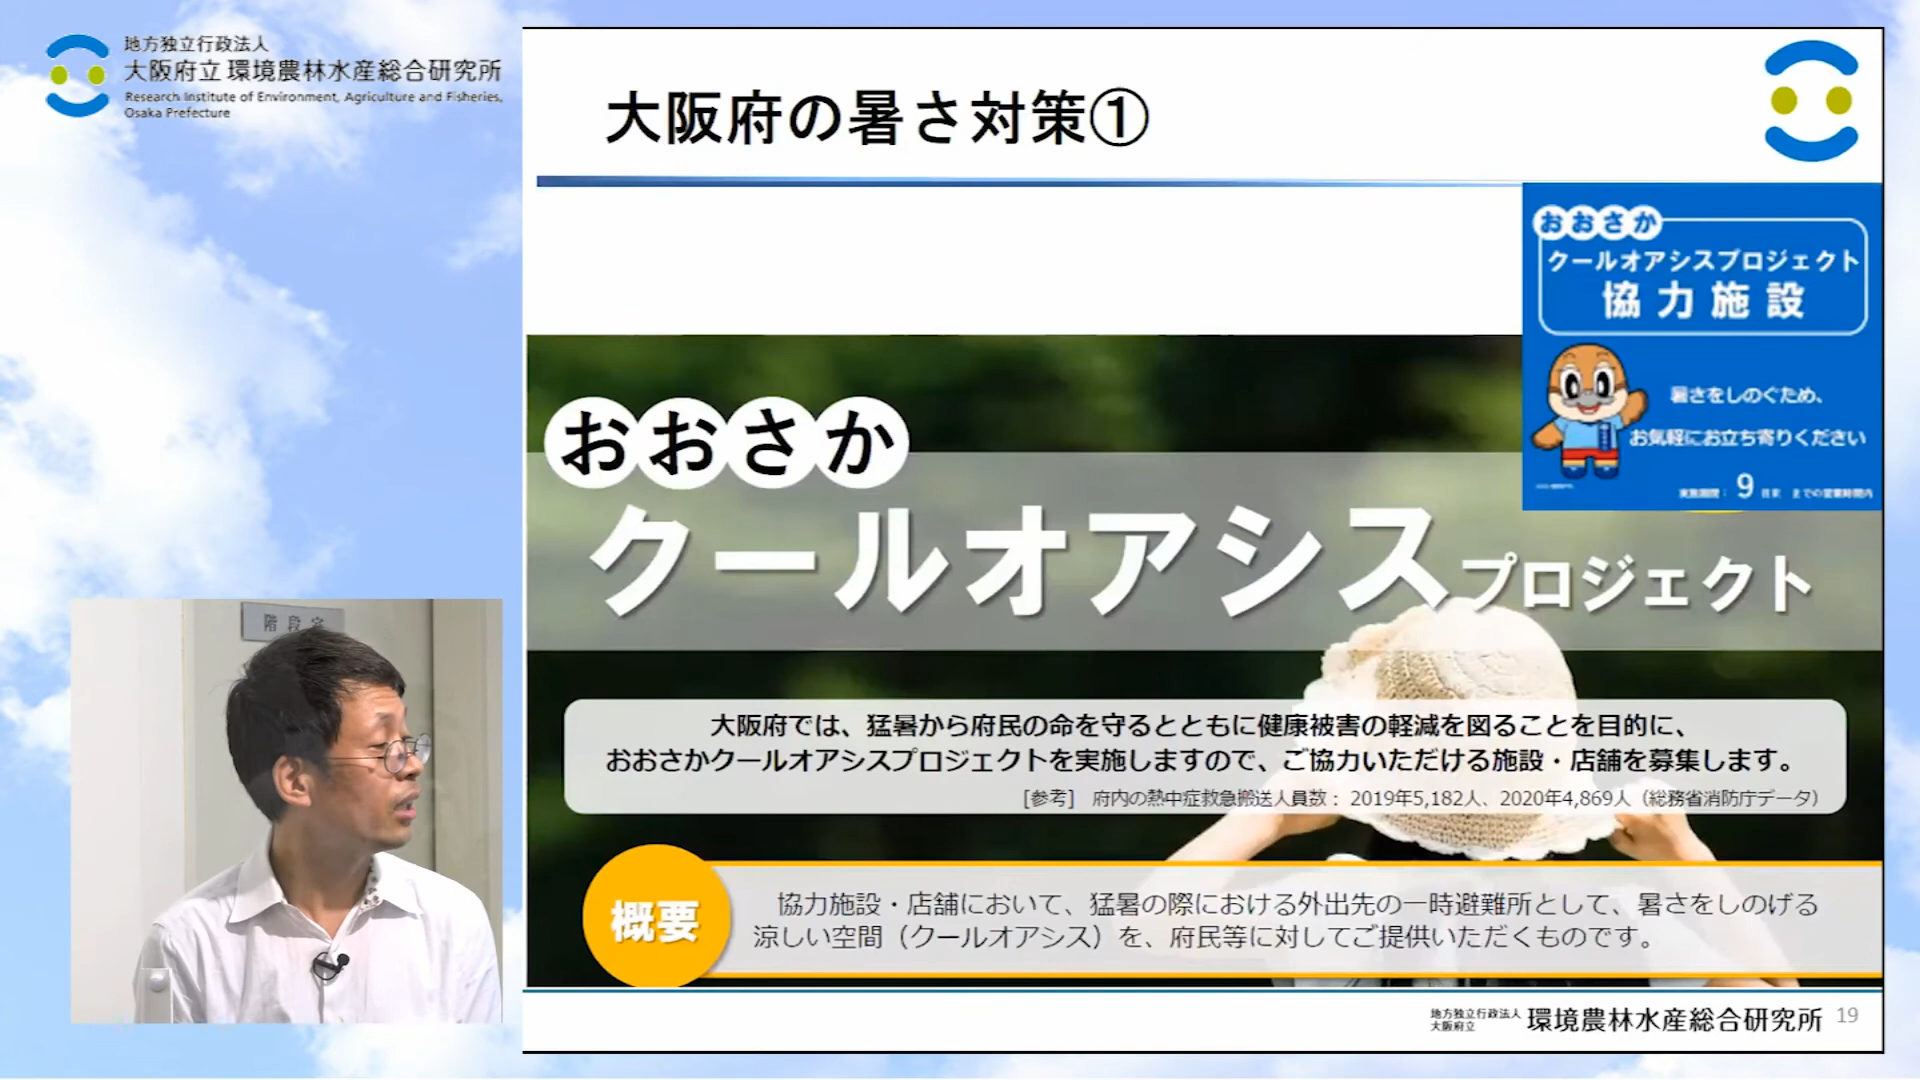 地方独立行政法人
大阪府立 環境農林水産総合研究所
Research Institute of Environment, Agriculture and Fisheries,
Osaka Prefecture
大阪府の暑さ対策①
おおさか
クールオアシスプロジェクト
協力施設
暑さをしのぐため、
お気軽にお立ち寄りください
9
おおさか
クールオアシスプロジェクト
大阪府では、猛暑から府民の命を守るとともに健康被害の軽減を図ることを目的に、
おおさかクールオアシスプロジェクトを実施しますので、ご協力いただける施設・店舗を募集します。
[参考] 府内の熱中症救急搬送人員数： 2019年5,182人、2020年4,869人（総務省消防庁データ）
概要
協力施設・店舗において、猛暑の際における外出先の一時避難所として、暑さをしのげる
涼しい空間（クールオアシス）を、府民等に対してご提供いただくものです。
階段室
地方独立行政法人
大阪府立 環境農林水産総合研究所 19